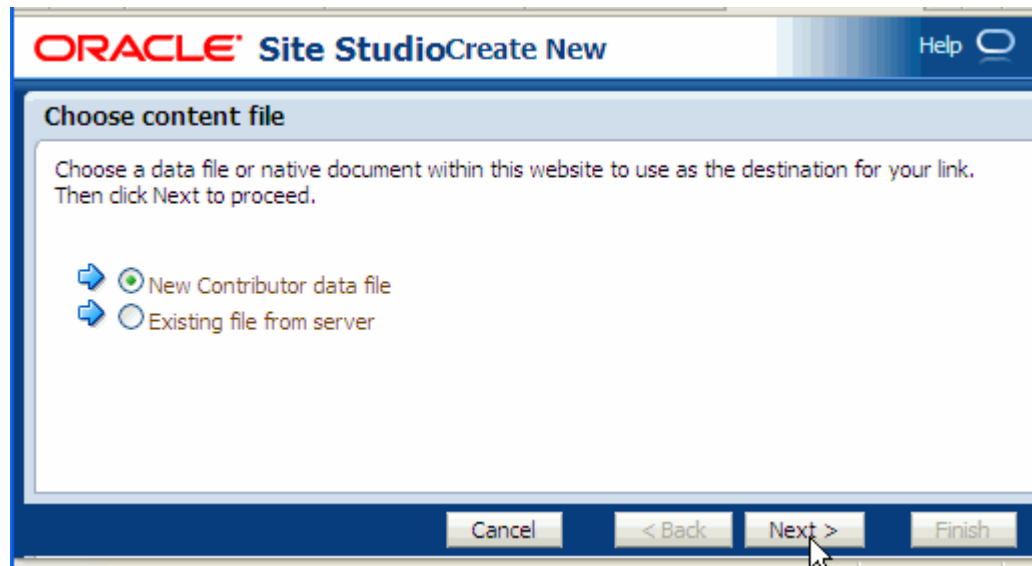 ORACLE Site Studio Create New Help
Choose content file
Choose a data file or native document within this website to use as the destination for your link.
Then click Next to proceed.
New Contributor data file
Existing file from server
Cancel < Back Next > Finish